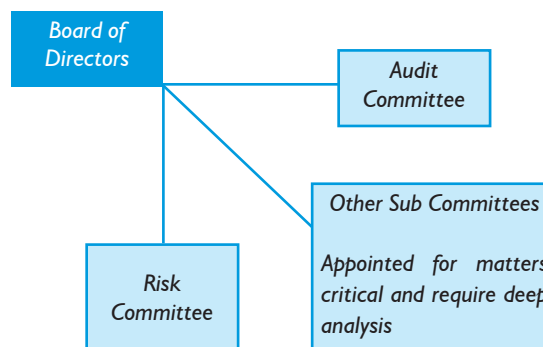 Board of
Directors
Audit
Committee
Other Sub Committees
Appointed for matters
critical and require deep
analysis
Risk
Committee